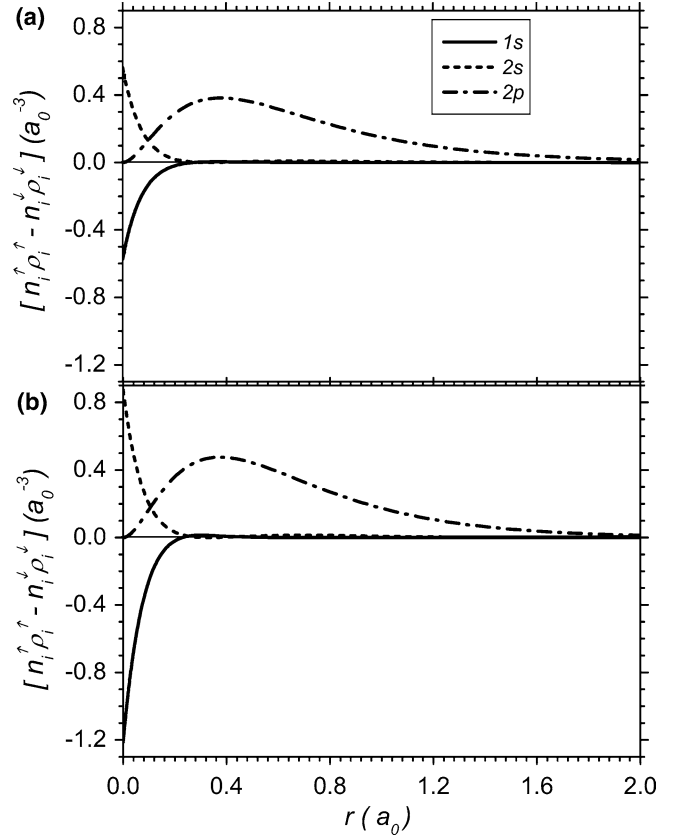 (a)
0.8
0.4
0.0
-0.4
-0.8
-1.2
[ n_i^↑ ρ_i^↑ - n_i^↓ ρ_i^↓ ] (a_0^-3)
1s
2s
2p
(b)
0.8
0.4
0.0
-0.4
-0.8
-1.2
[ n_i^↑ ρ_i^↑ - n_i^↓ ρ_i^↓ ] (a_0^-3)
0.0 0.4 0.8 1.2 1.6 2.0
r ( a_0 )